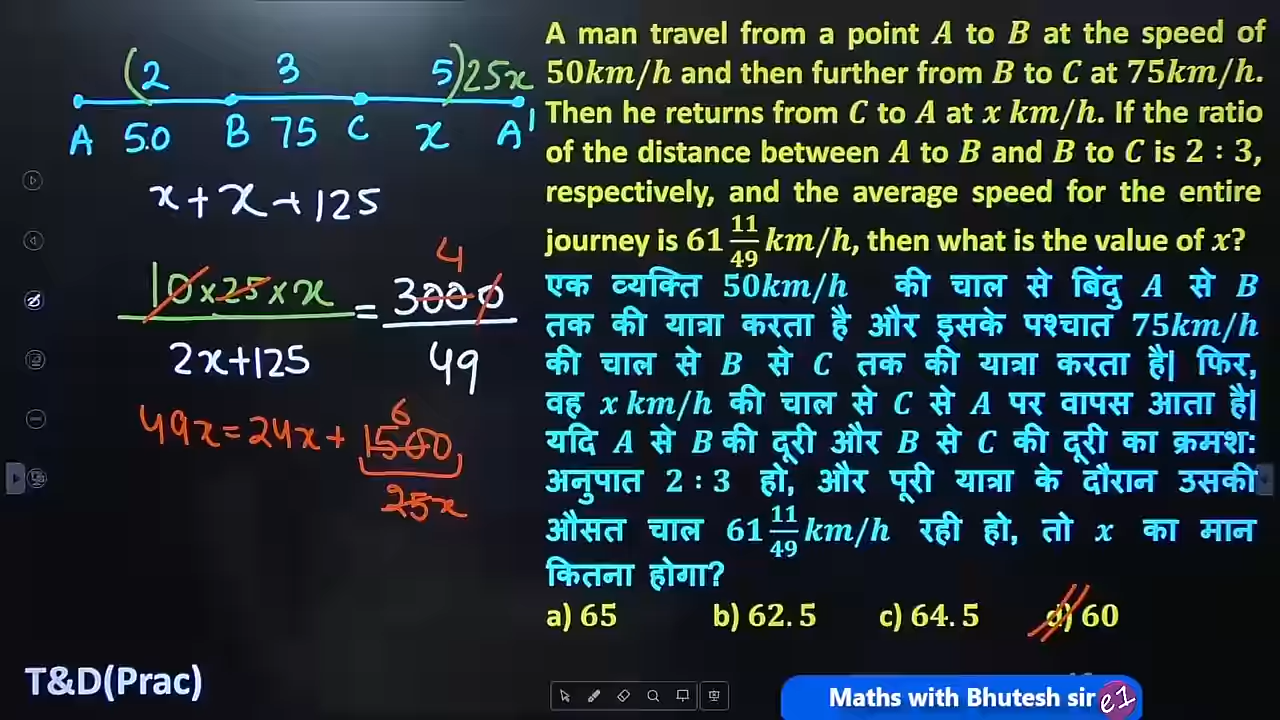 (2 3 5)25x
A 50 B 75 C x A'
x + x + 125
4
10×25×x = 3000
2x+125 49
6
49x = 24x + 1500
25x
A man travel from a point A to B at the speed of
50km/h and then further from B to C at 75km/h.
Then he returns from C to A at x km/h. If the ratio
of the distance between A to B and B to C is 2 : 3,
respectively, and the average speed for the entire
journey is 61 11/49 km/h, then what is the value of x?
एक व्यक्ति 50km/h की चाल से बिंदु A से B
तक की यात्रा करता है और इसके पश्चात 75km/h
की चाल से B से C तक की यात्रा करता है| फिर,
वह x km/h की चाल से C से A पर वापस आता है|
यदि A से B की दूरी और B से C की दूरी का क्रमश:
अनुपात 2 : 3 हो, और पूरी यात्रा के दौरान उसकी
औसत चाल 61 11/49 km/h रही हो, तो x का मान
कितना होगा?
a) 65 b) 62.5 c) 64.5 d) 60
T&D(Prac)
Maths with Bhutesh sir e1